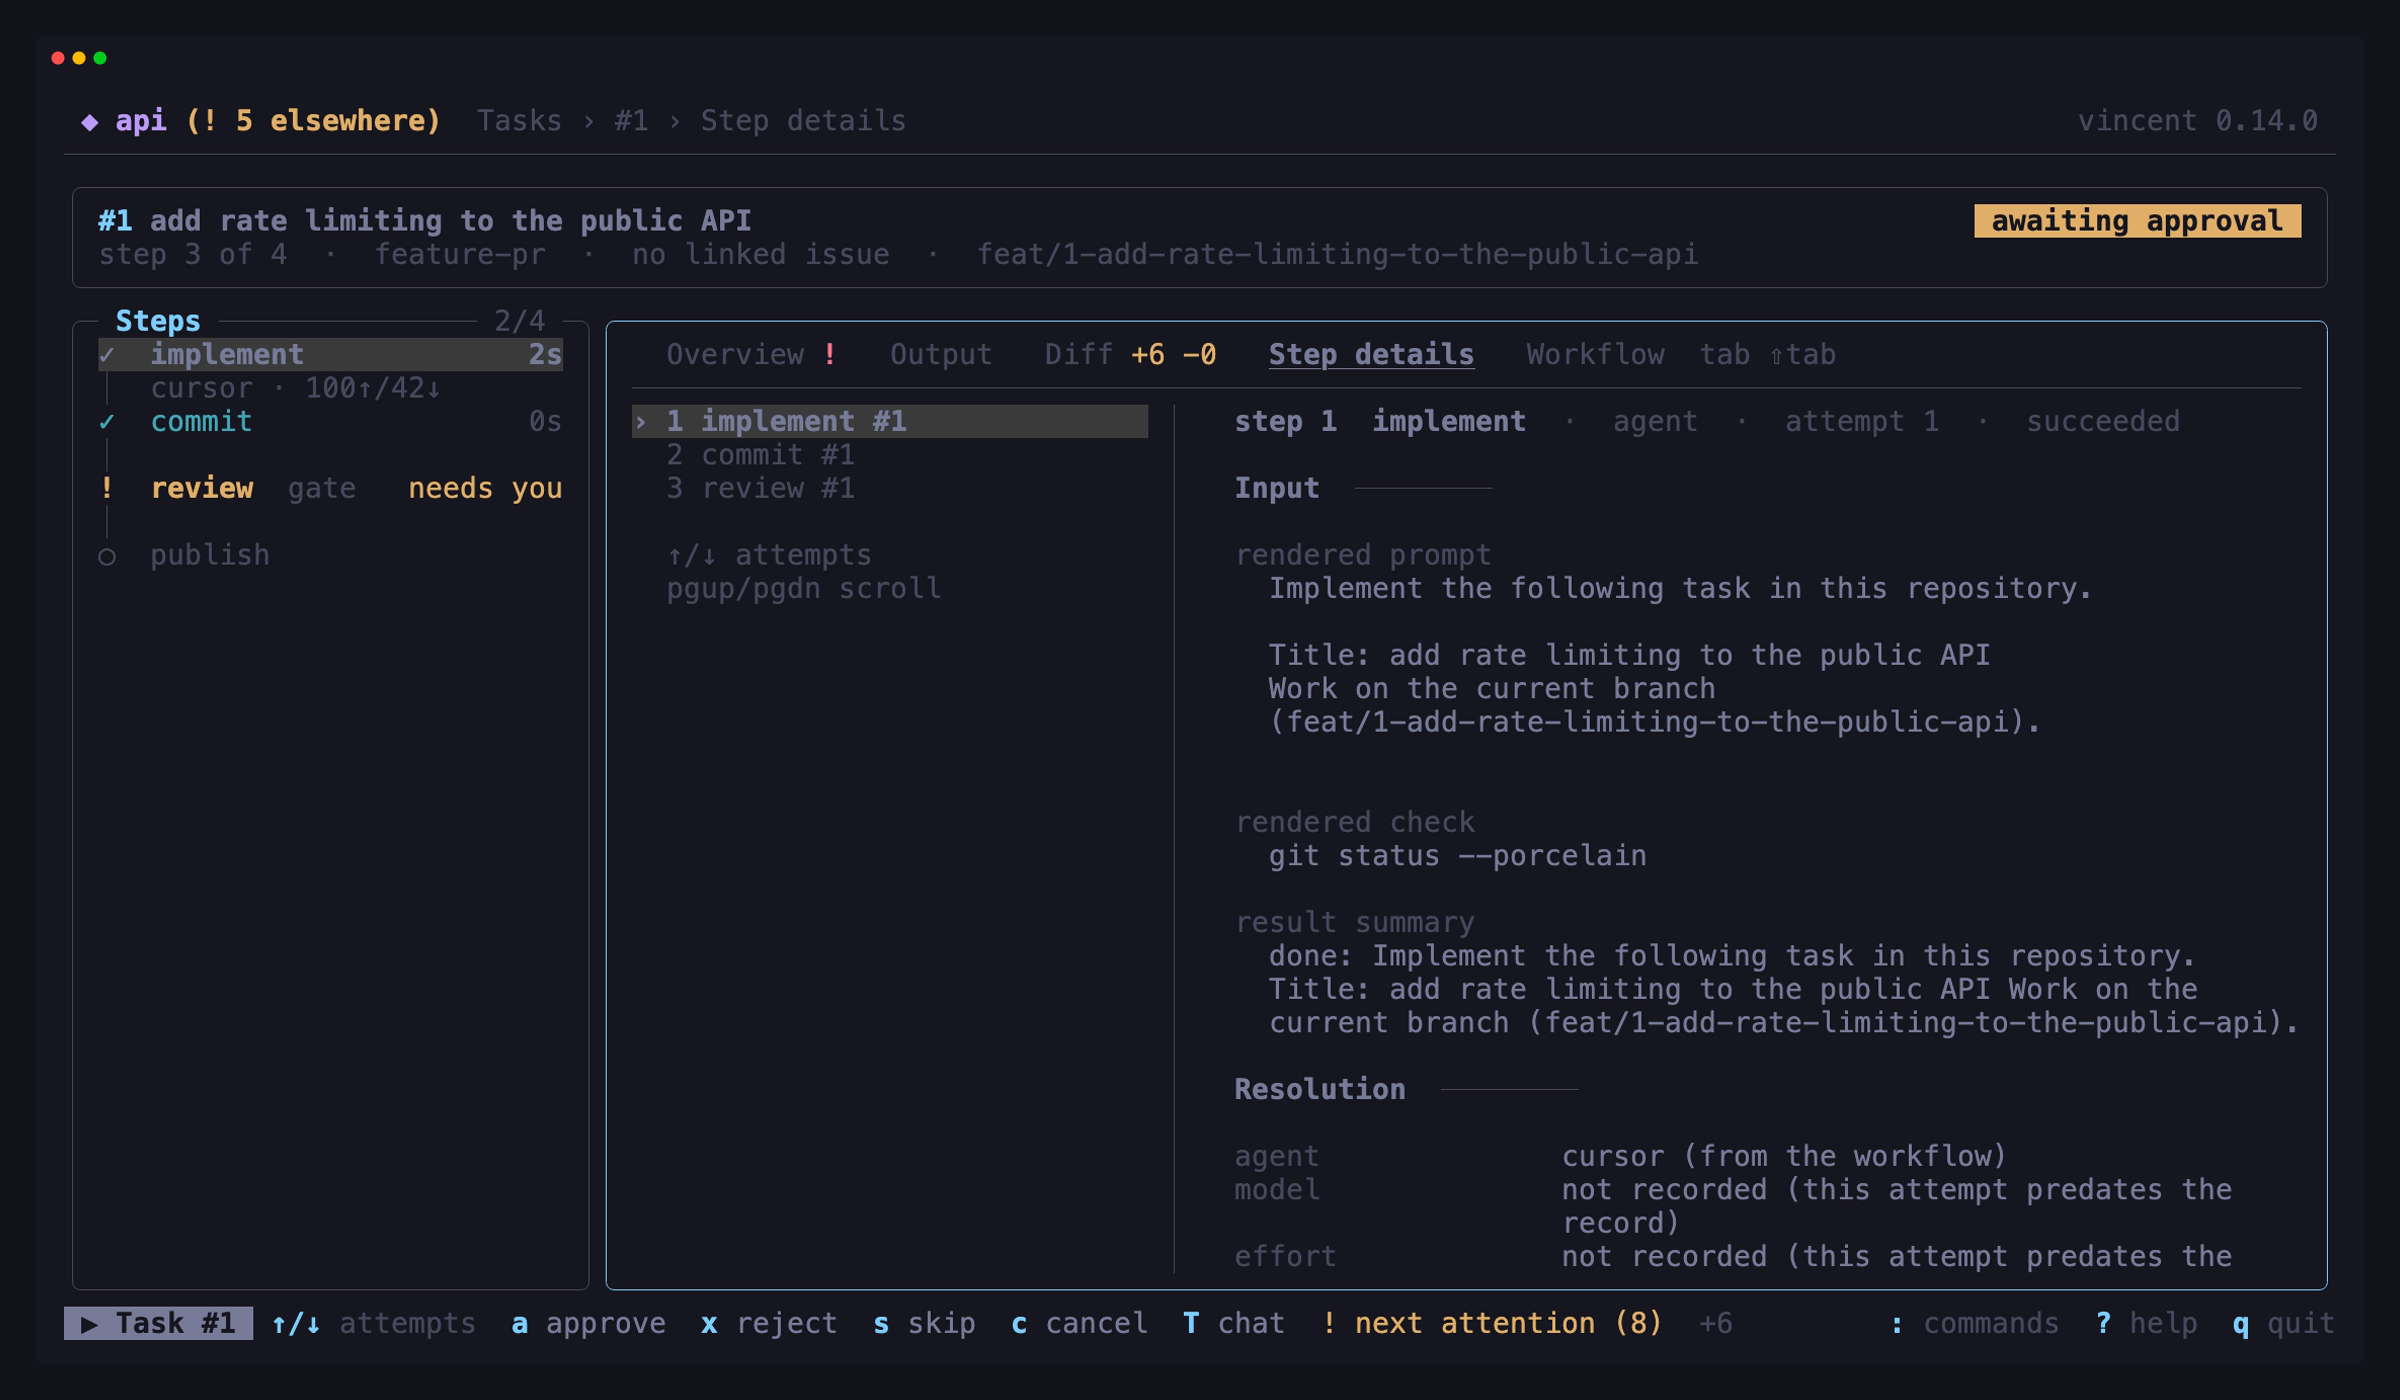 ◆ api (! 5 elsewhere)  Tasks › #1 › Step details  vincent 0.14.0
#1 add rate limiting to the public API  awaiting approval
step 3 of 4  ·  feature-pr  ·  no linked issue  ·  feat/1-add-rate-limiting-to-the-public-api
Steps  2/4
✓ implement  2s
cursor · 100↑/42↓
✓ commit  0s
! review  gate  needs you
○ publish
Overview !  Output  Diff +6 -0  Step details  Workflow  tab ⇧tab
› 1 implement #1
2 commit #1
3 review #1
↑/↓ attempts
pgup/pgdn scroll
step 1  implement  ·  agent  ·  attempt 1  ·  succeeded
Input
rendered prompt
Implement the following task in this repository.
Title: add rate limiting to the public API
Work on the current branch
(feat/1-add-rate-limiting-to-the-public-api).
rendered check
git status --porcelain
result summary
done: Implement the following task in this repository.
Title: add rate limiting to the public API Work on the
current branch (feat/1-add-rate-limiting-to-the-public-api).
Resolution
agent  cursor (from the workflow)
model  not recorded (this attempt predates the
record)
effort  not recorded (this attempt predates the
▶ Task #1  ↑/↓ attempts  a approve  x reject  s skip  c cancel  T chat  ! next attention (8)  +6  : commands  ? help  q quit